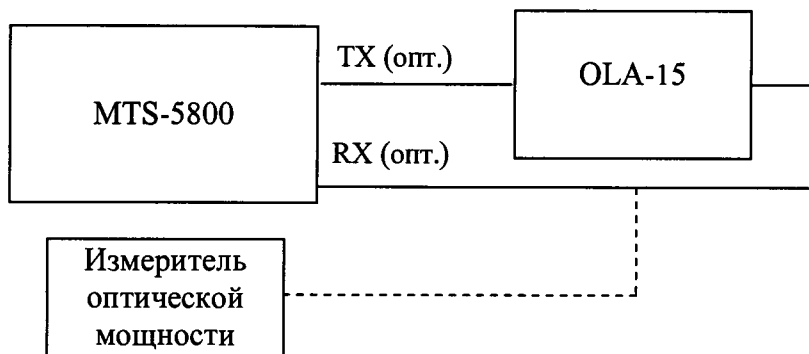 TX (опт.)
OLA-15
MTS-5800
RX (опт.)
Измеритель
оптической
мощности